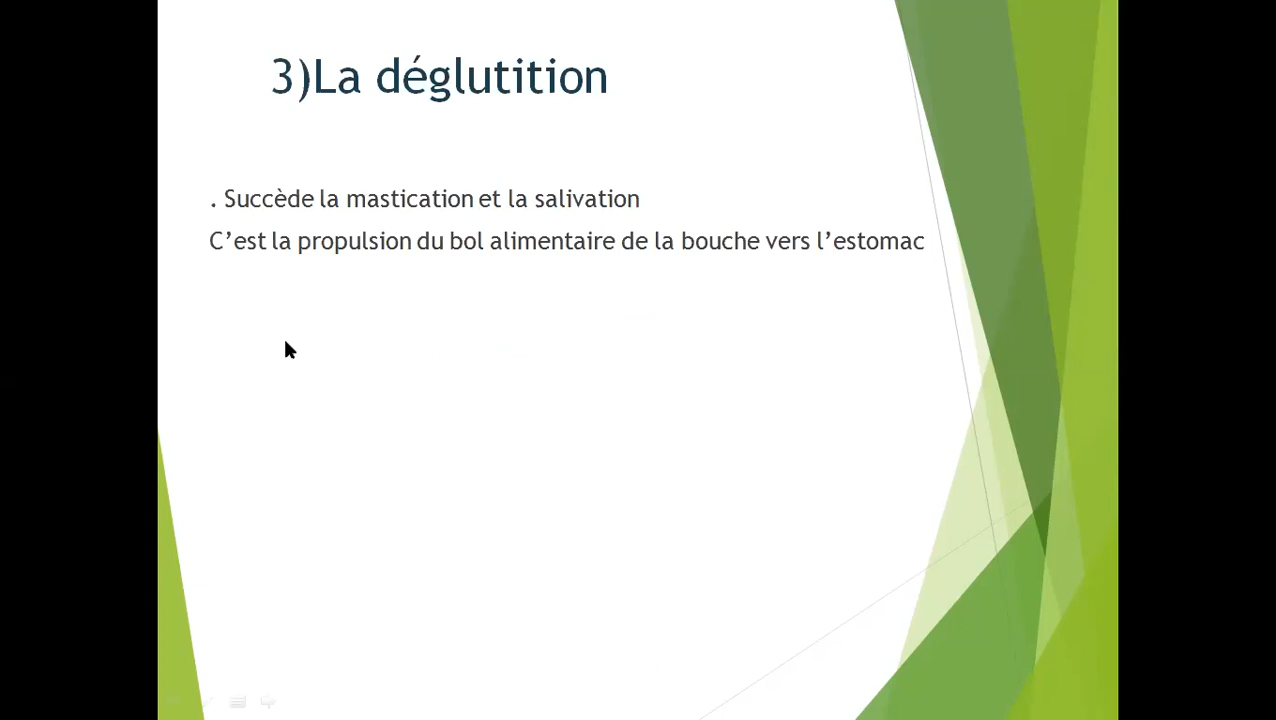 3)La déglutition
. Succède la mastication et la salivation
C’est la propulsion du bol alimentaire de la bouche vers l’estomac